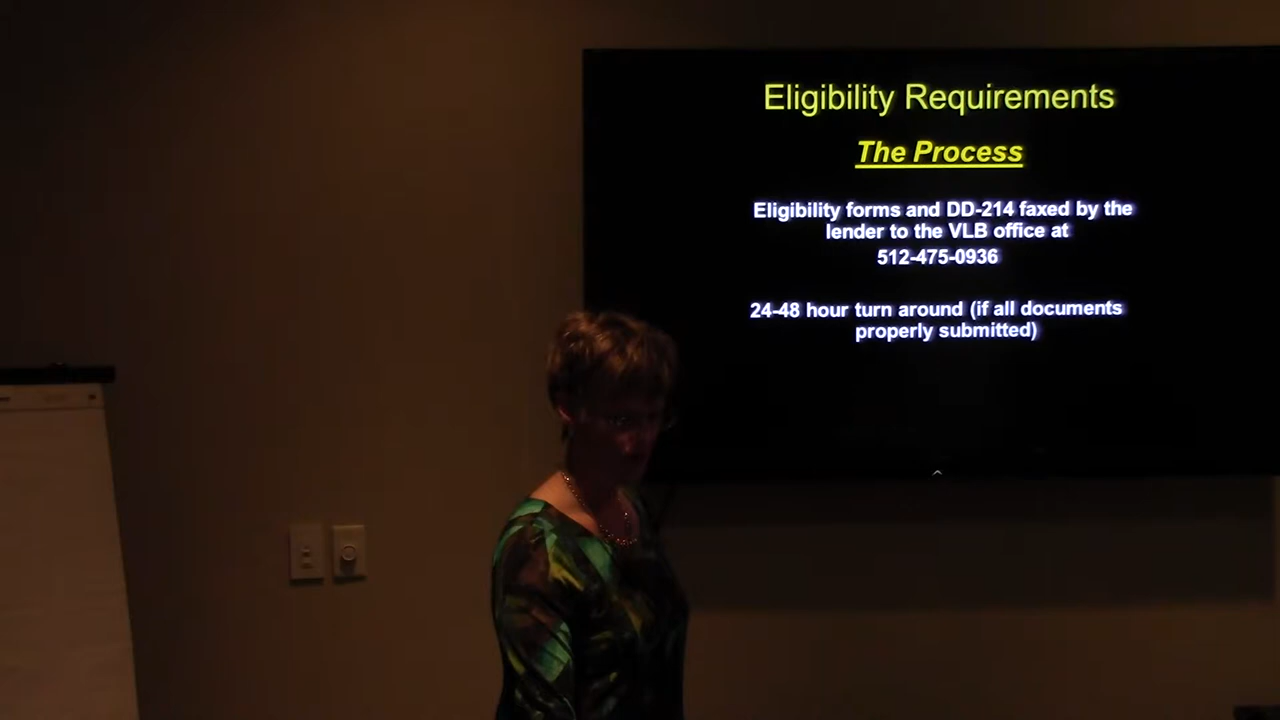 Eligibility Requirements
The Process
Eligibility forms and DD-214 faxed by the
lender to the VLB office at
512-475-0936
24-48 hour turn around (if all documents
properly submitted)